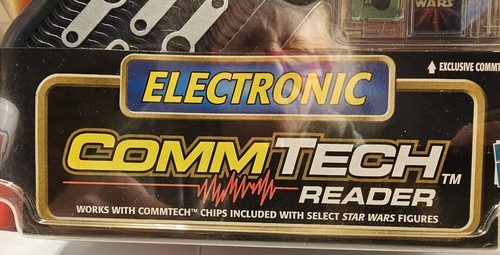 WARS
EXCLUSIVE COMMT
ELECTRONIC
COMMTECH™
READER
WORKS WITH COMMTECH™ CHIPS INCLUDED WITH SELECT STAR WARS FIGURES